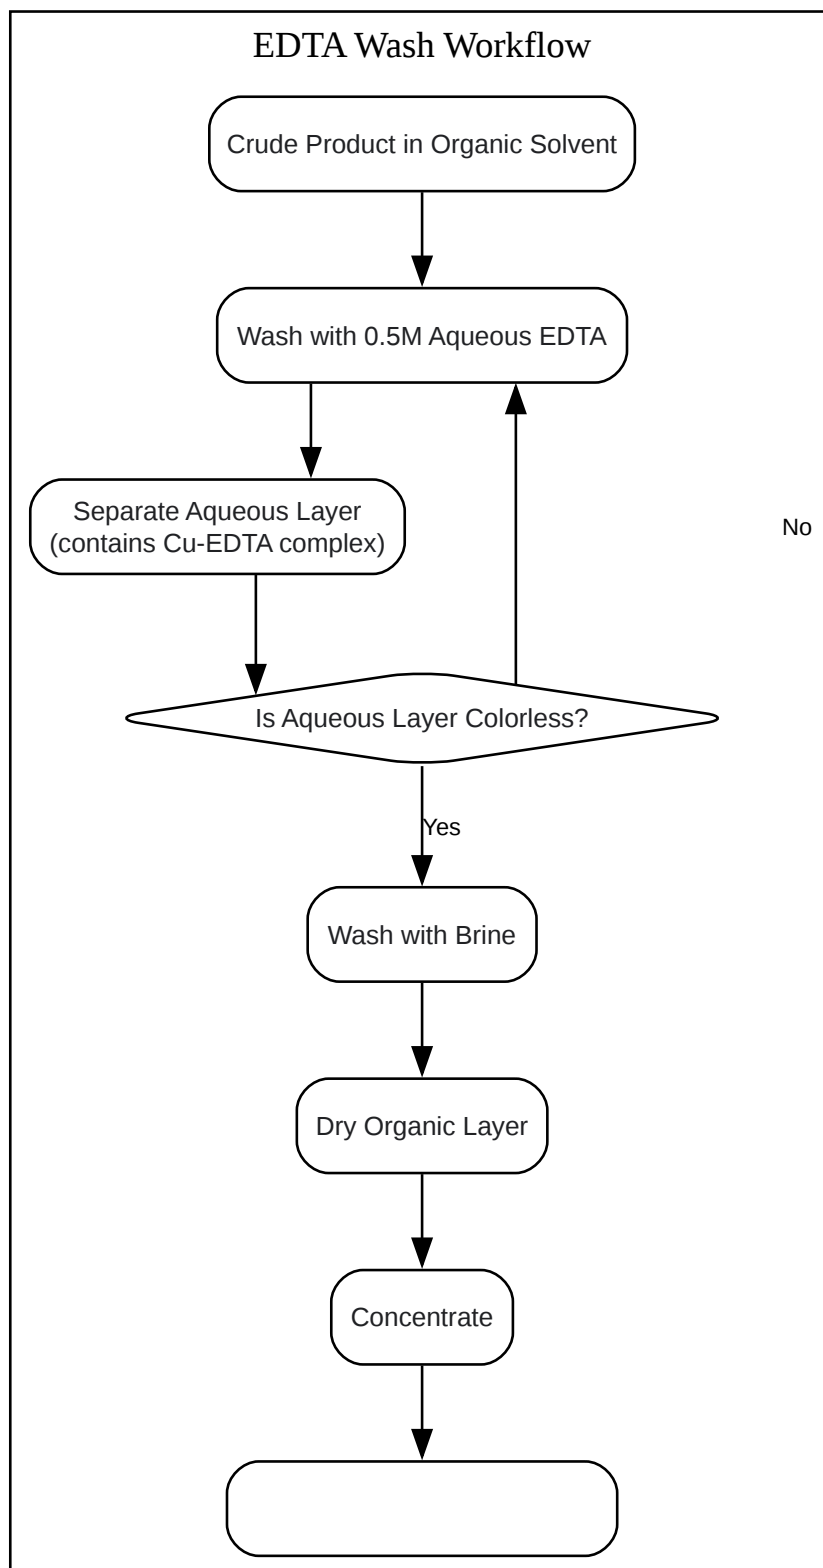 EDTA Wash Workflow
Crude Product in Organic Solvent
Wash with 0.5M Aqueous EDTA
Separate Aqueous Layer
(contains Cu-EDTA complex)
No
Is Aqueous Layer Colorless?
Yes
Wash with Brine
Dry Organic Layer
Concentrate